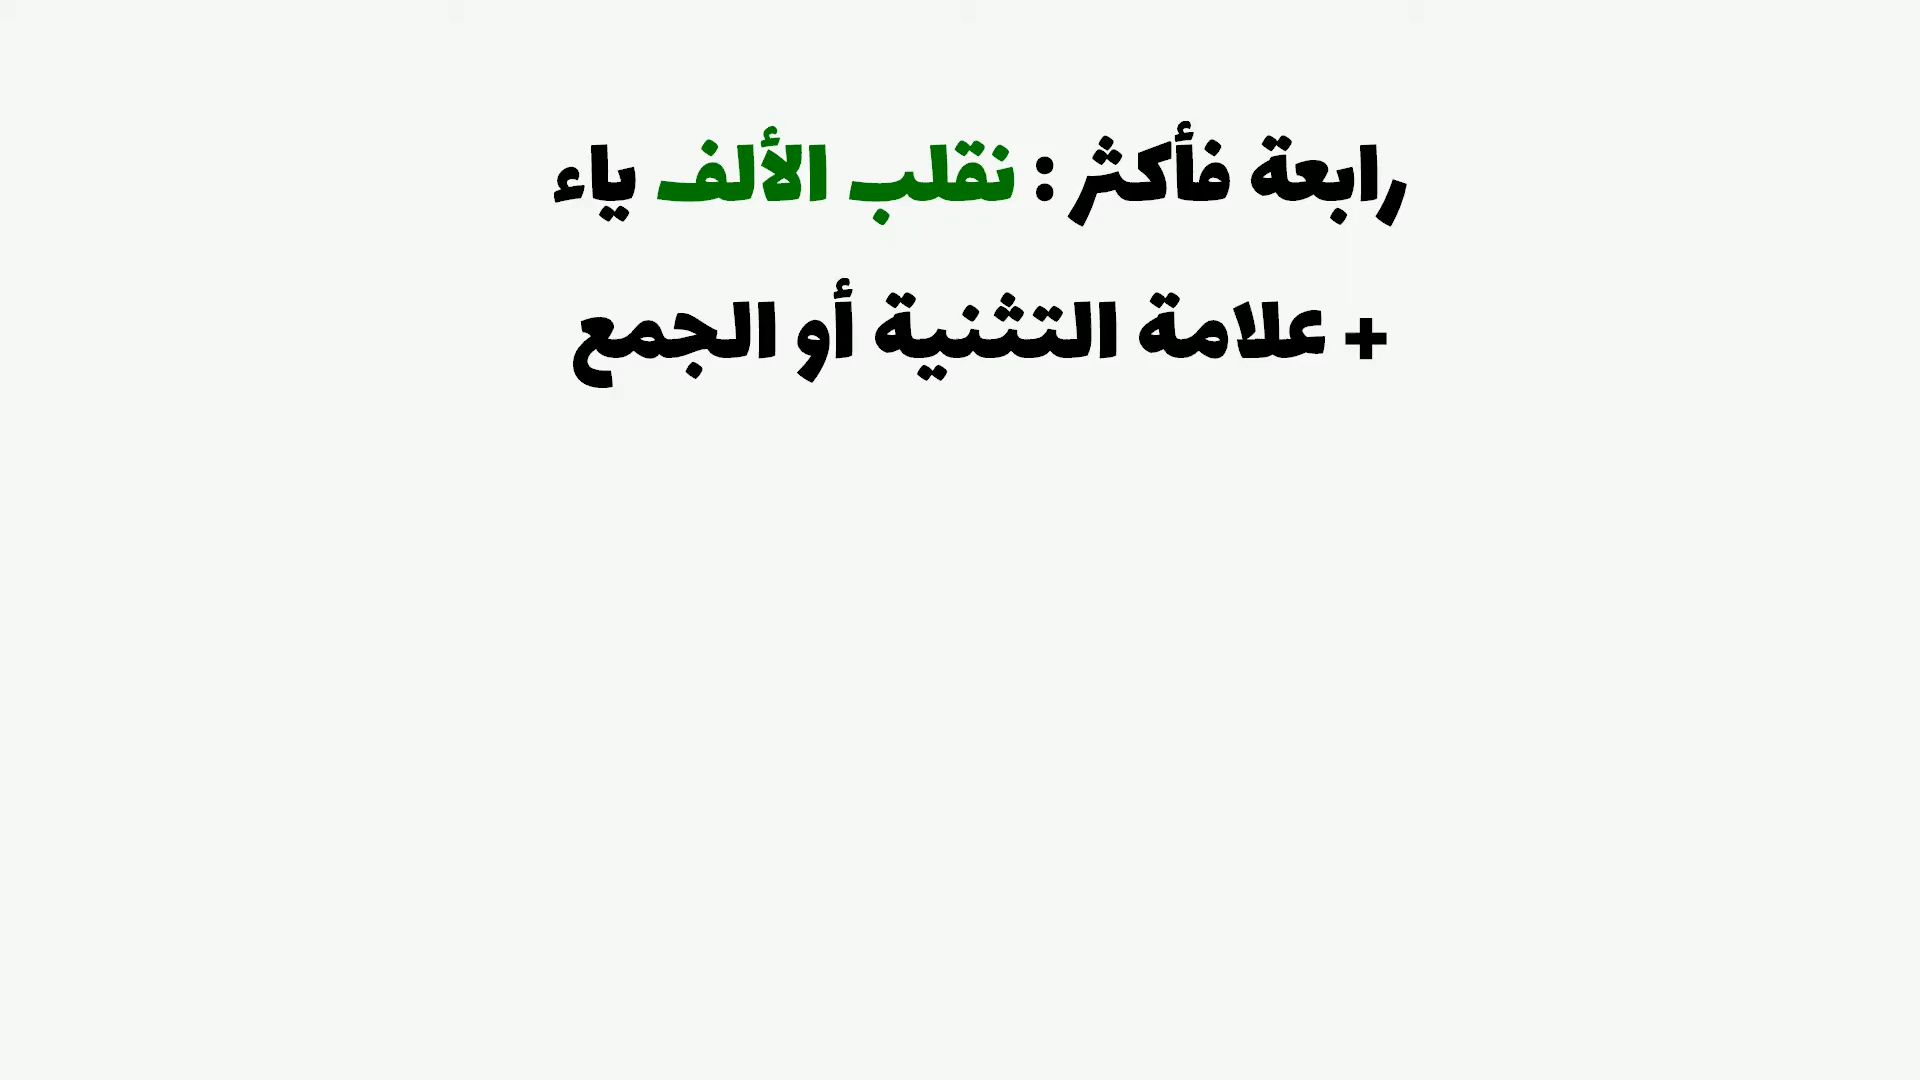 رابعة فأكثر : نقلب الألف ياء
+ علامة التثنية أو الجمع